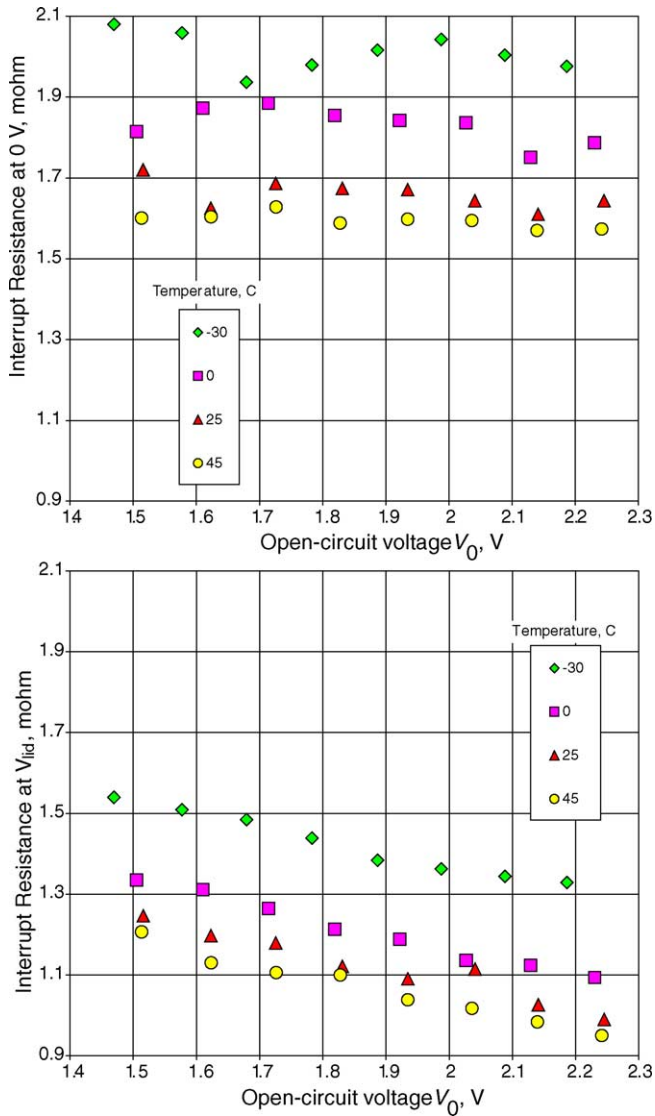 Interrupt Resistance at 0 V, mohm
2.1
1.9
1.7
1.5
1.3
1.1
0.9
Temperature, C
-30
0
25
45
14 1.5 1.6 1.7 1.8 1.9 2 2.1 2.2 2.3
Open-circuit voltage V0, V
Interrupt Resistance at Vlid, mohm
2.1
1.9
1.7
1.5
1.3
1.1
0.9
Temperature, C
-30
0
25
45
1.4 1.5 1.6 1.7 1.8 1.9 2 2.1 2.2 2.3
Open-circuit voltage V0, V